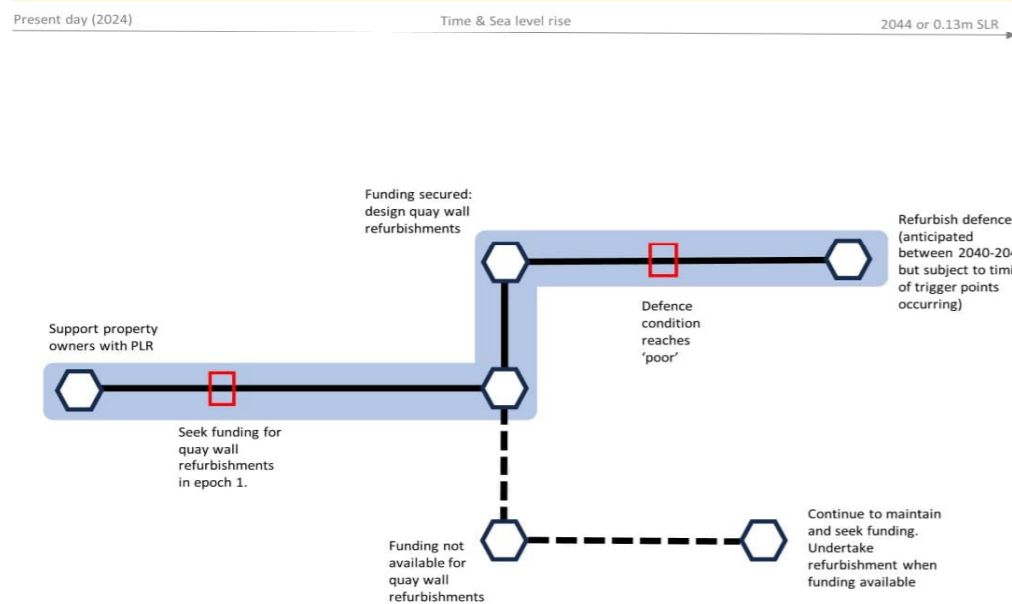 Present day (2024)
Time & Sea level rise
2044 or 0.13m SLR
Funding secured:
design quay wall
refurbishments
Refurbish defence
(anticipated
between 2040-204
but subject to timi
of trigger points
occurring)
Defence
condition
reaches
'poor'
Support property
owners with PLR
Seek funding for
quay wall
refurbishments
in epoch 1.
Funding not
available for
quay wall
refurbishments
Continue to maintain
and seek funding.
Undertake
refurbishment when
funding available